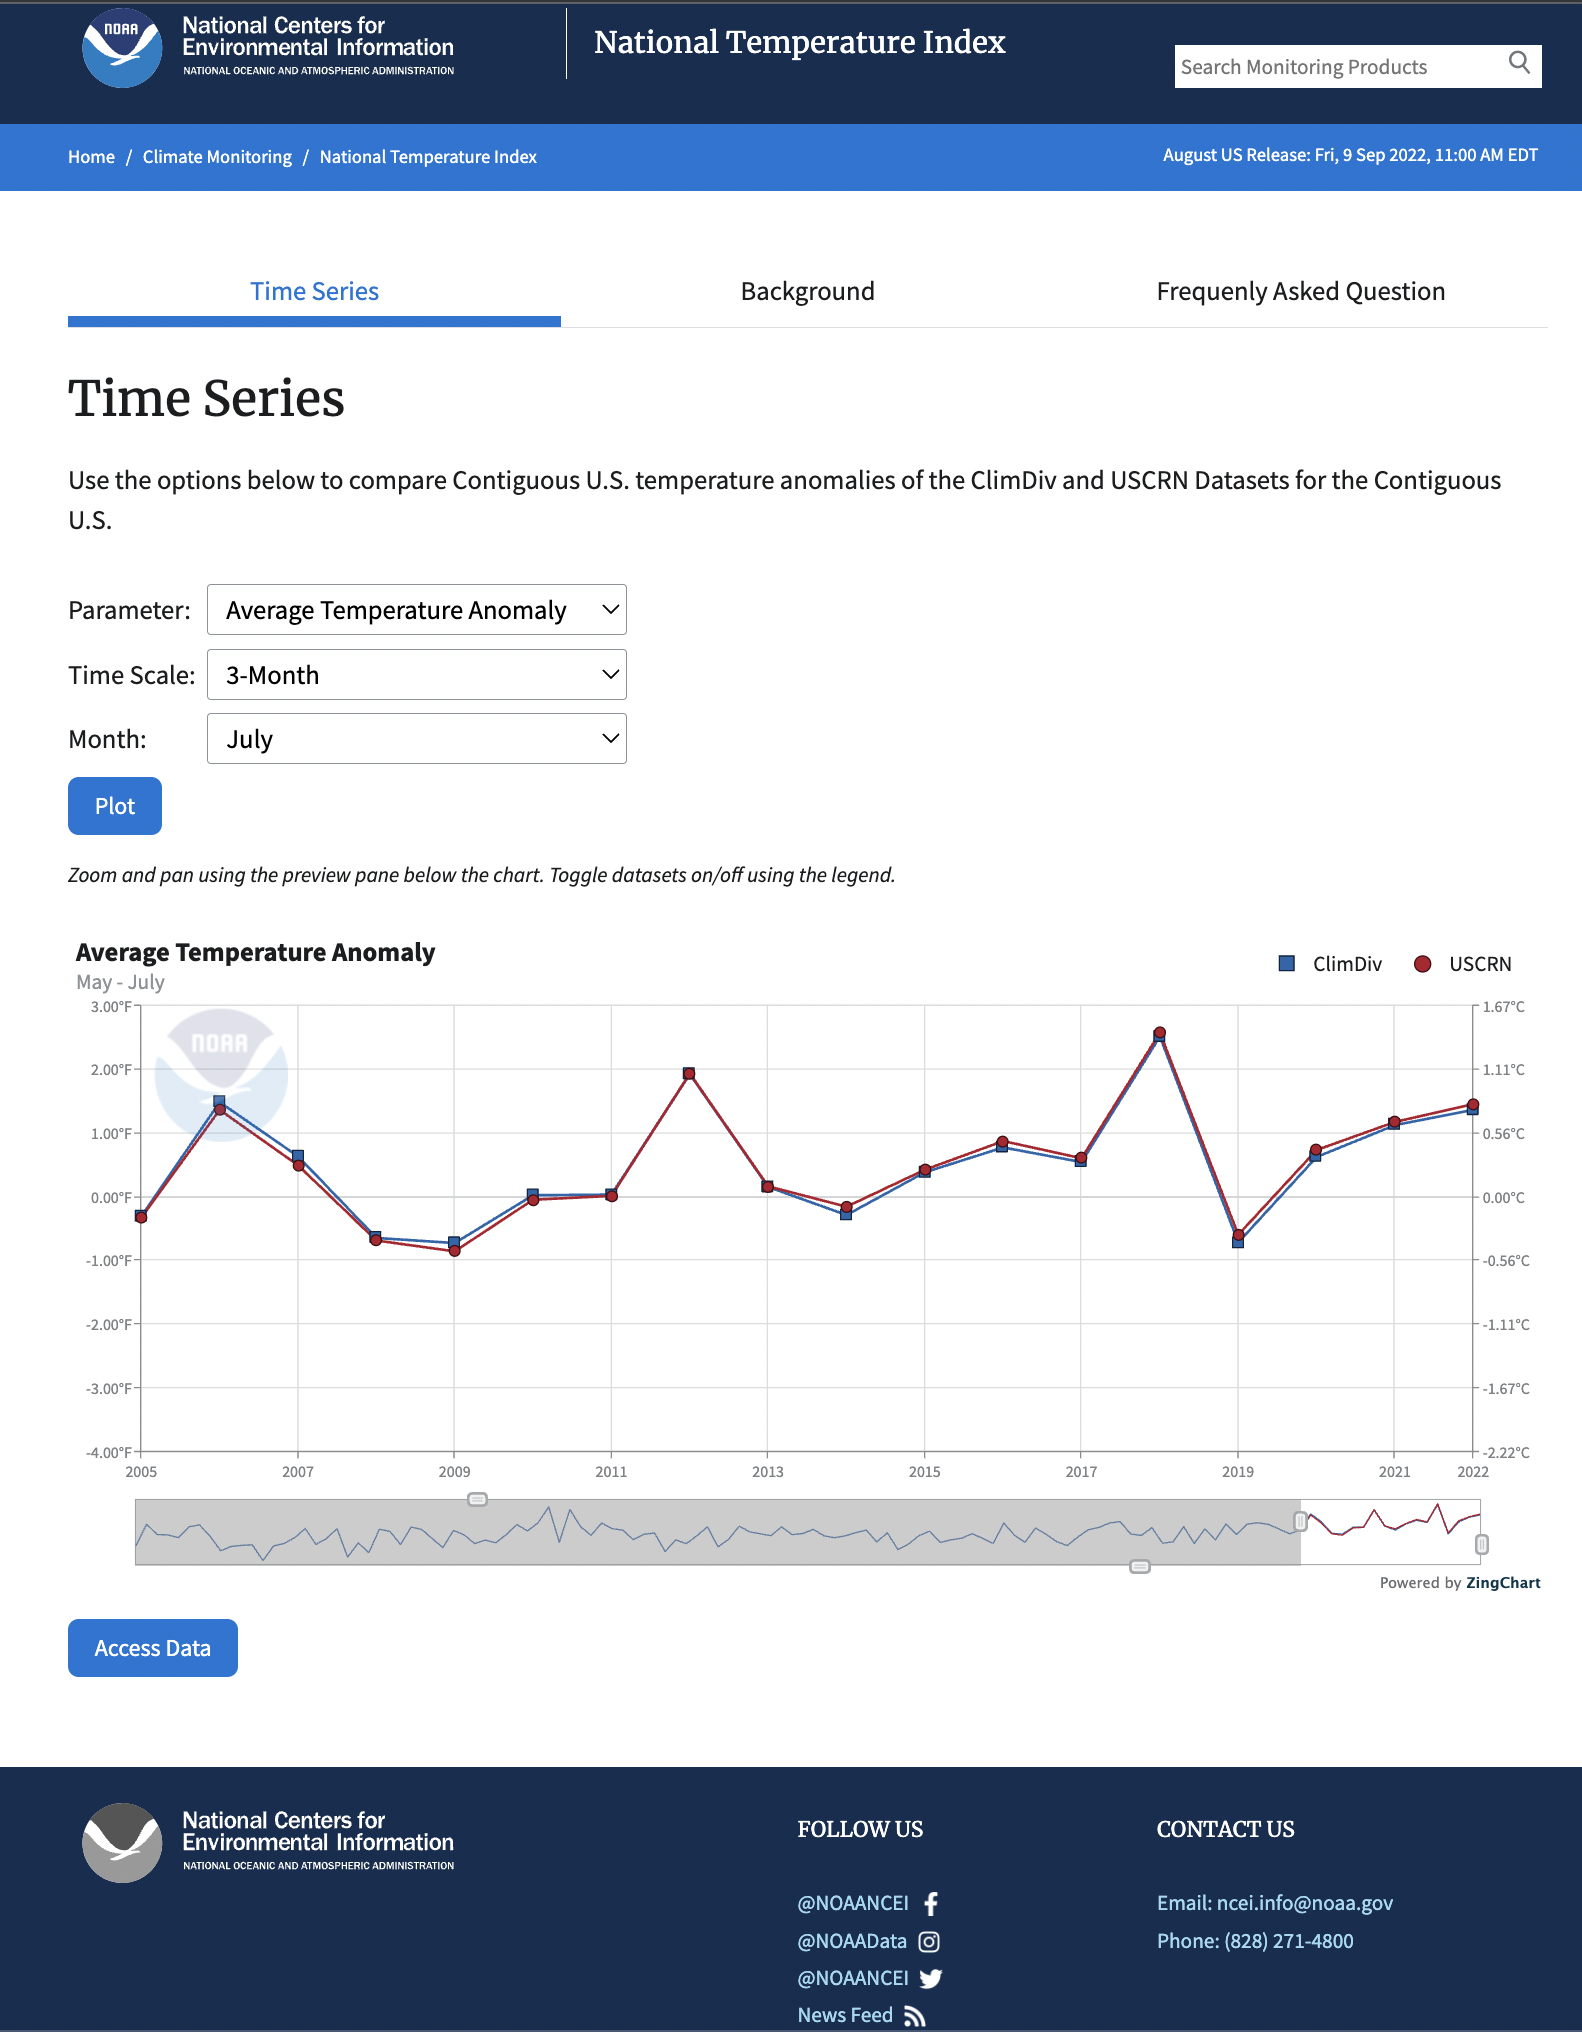 NOAA
National Centers for
Environmental Information
NATIONAL OCEANIC AND ATMOSPHERIC ADMINISTRATION
National Temperature Index
Search Monitoring Products
Home / Climate Monitoring / National Temperature Index
August US Release: Fri, 9 Sep 2022, 11:00 AM EDT
Time Series
Background
Frequenly Asked Question
Time Series
Use the options below to compare Contiguous U.S. temperature anomalies of the ClimDiv and USCRN Datasets for the Contiguous
U.S.
Parameter: Average Temperature Anomaly
Time Scale: 3-Month
Month: July
Plot
Zoom and pan using the preview pane below the chart. Toggle datasets on/off using the legend.
Average Temperature Anomaly
May - July
ClimDiv USCRN
NOAA
3.00°F 1.67°C
2.00°F 1.11°C
1.00°F 0.56°C
0.00°F 0.00°C
-1.00°F -0.56°C
-2.00°F -1.11°C
-3.00°F -1.67°C
-4.00°F -2.22°C
2005 2007 2009 2011 2013 2015 2017 2019 2021 2022
Powered by ZingChart
Access Data
National Centers for
Environmental Information
NATIONAL OCEANIC AND ATMOSPHERIC ADMINISTRATION
FOLLOW US
@NOAANCEI
@NOAAData
@NOAANCEI
News Feed
CONTACT US
Email: ncei.info@noaa.gov
Phone: (828) 271-4800